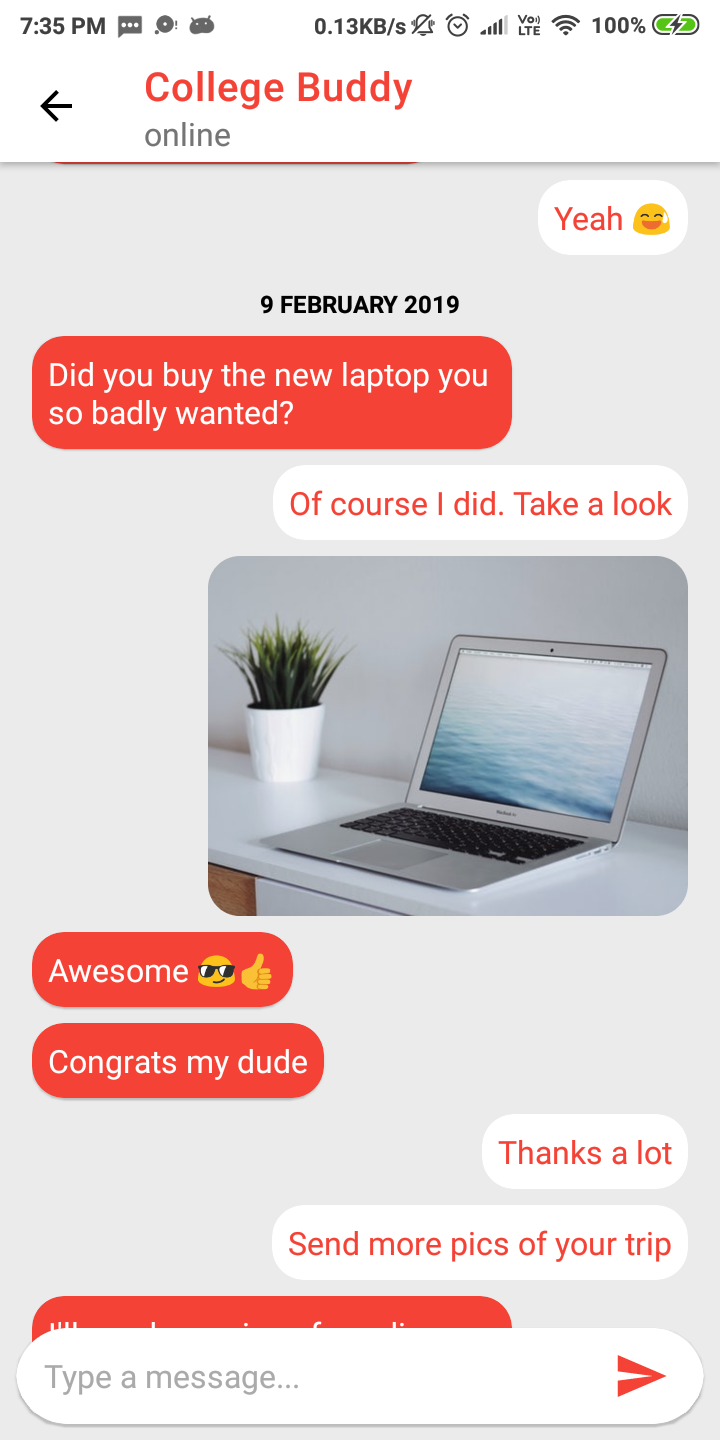 7:35 PM 0.13KB/s Vo)) LTE 100%
College Buddy
online
Yeah 😅
9 FEBRUARY 2019
Did you buy the new laptop you
so badly wanted?
Of course I did. Take a look
Awesome 😎👍
Congrats my dude
Thanks a lot
Send more pics of your trip
I'll
Type a message...